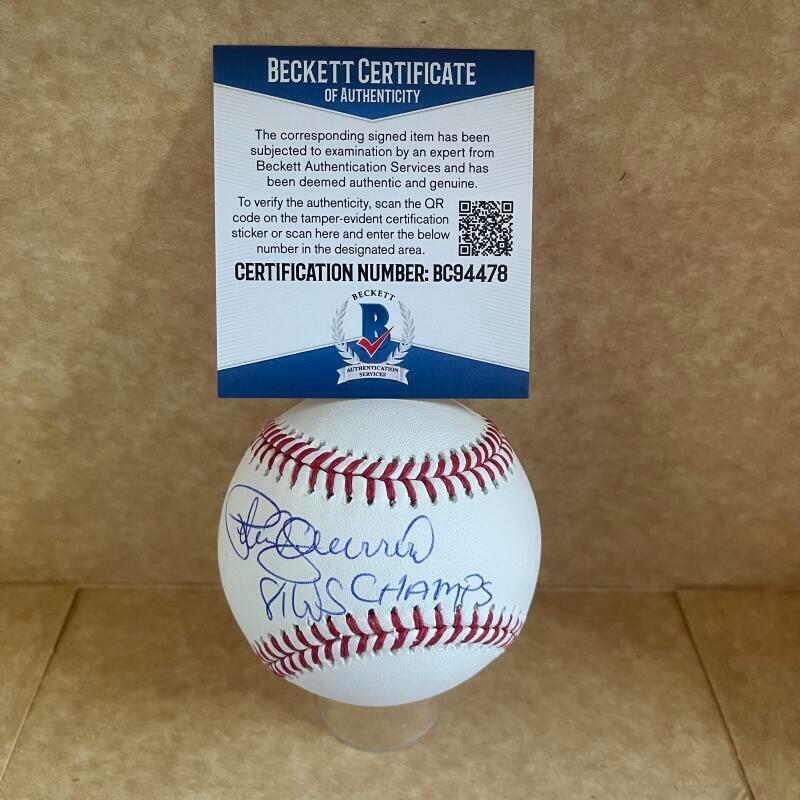 BECKETT CERTIFICATE
OF AUTHENTICITY
The corresponding signed item has been
subjected to examination by an expert from
Beckett Authentication Services and has
been deemed authentic and genuine.
To verify the authenticity, scan the QR
code on the tamper-evident certification
sticker or scan here and enter the below
number in the designated area.
CERTIFICATION NUMBER: BC94478
BECKETT
B
AUTHENTICATION
SERVICES
Pedro Guerrero
81 WS CHAMPS